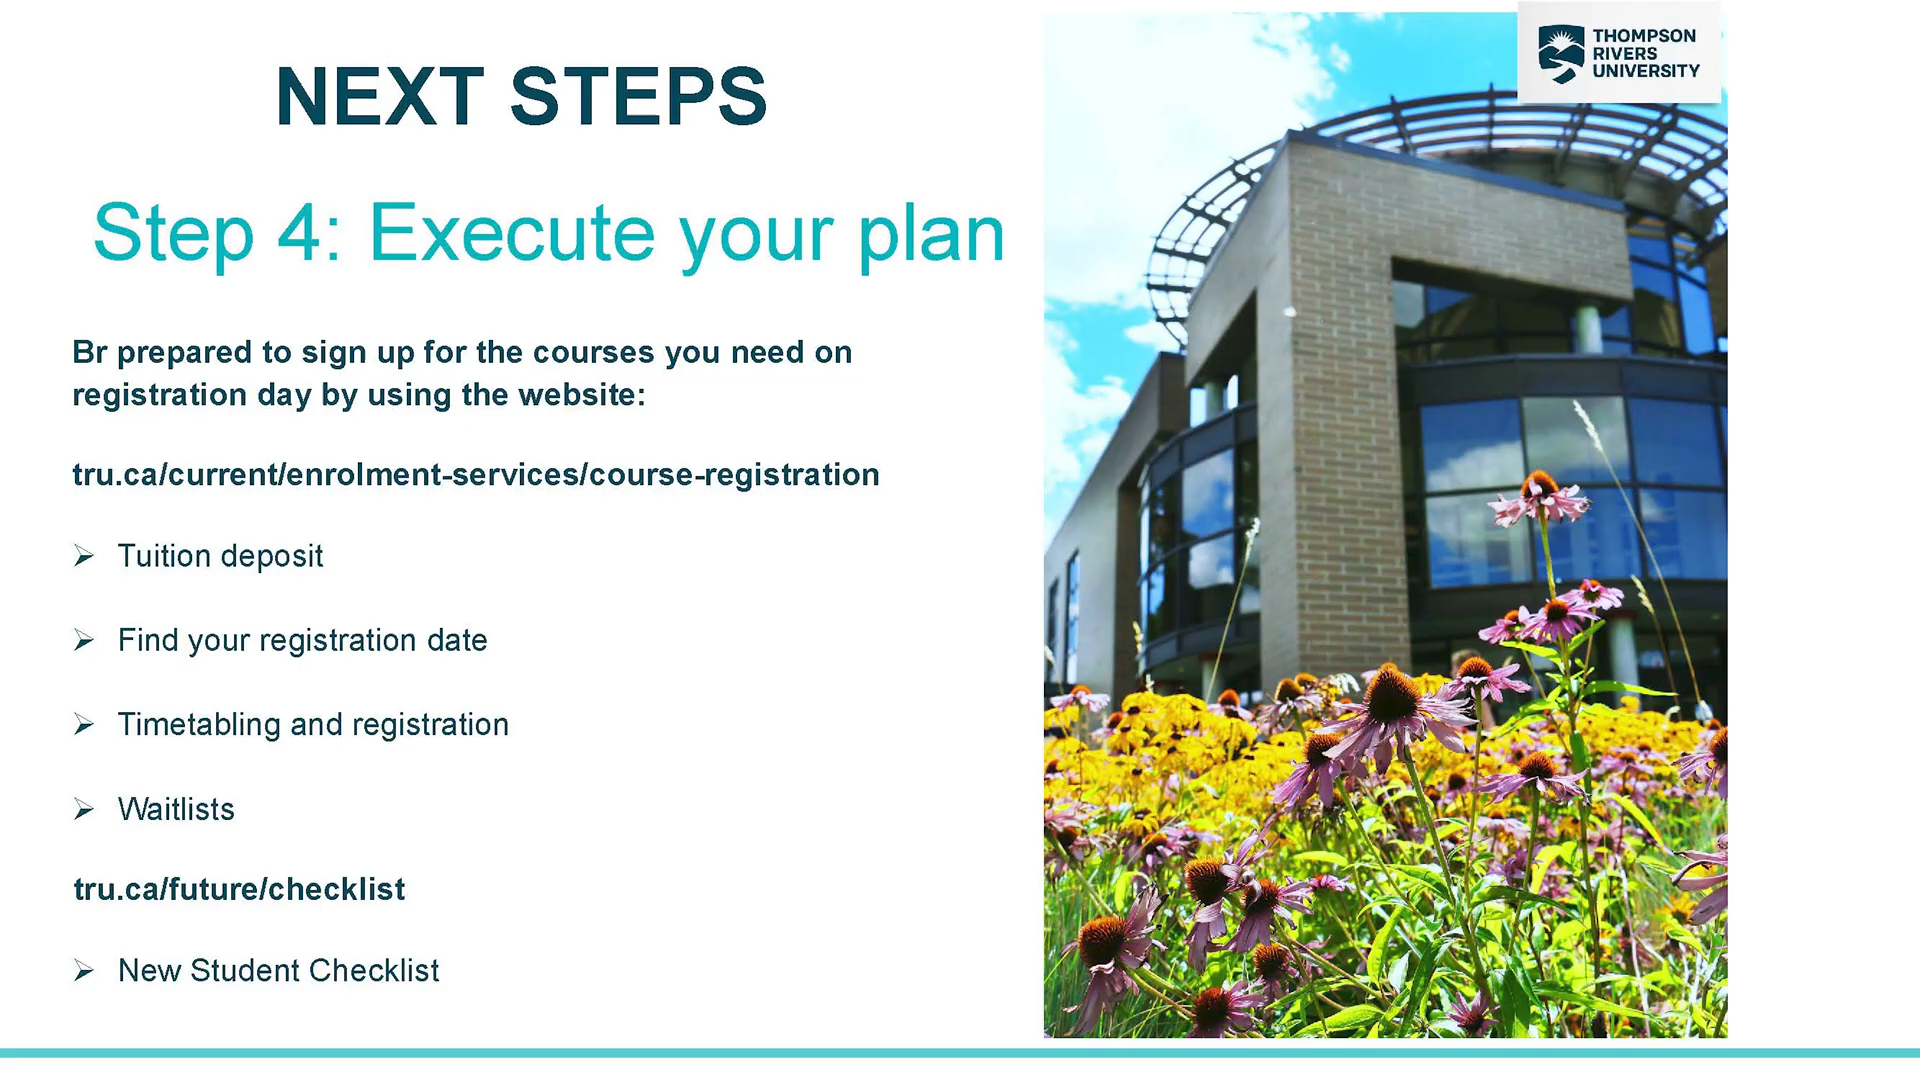 NEXT STEPS
Step 4: Execute your plan
Br prepared to sign up for the courses you need on
registration day by using the website:
tru.ca/current/enrolment-services/course-registration
Tuition deposit
Find your registration date
Timetabling and registration
Waitlists
tru.ca/future/checklist
New Student Checklist
THOMPSON
RIVERS
UNIVERSITY